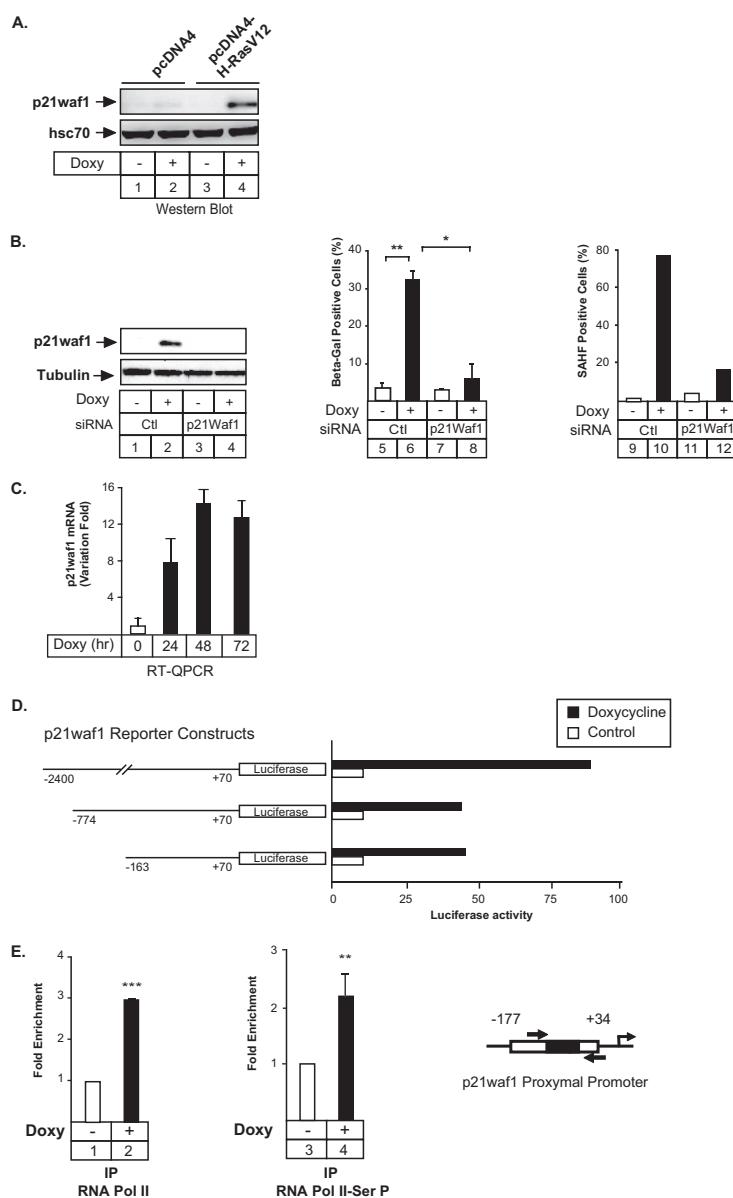 A.
pcDNA4
pcDNA4-
H-RasV12
p21waf1
hsc70
Doxy - + - +
1 2 3 4
Western Blot
B.
p21waf1
Tubulin
Doxy - + - +
siRNA Ctl p21Waf1
1 2 3 4
Beta-Gal Positive Cells (%)
40
30
20
10
** *
Doxy - + - +
siRNA Ctl p21Waf1
5 6 7 8
SAHF Positive Cells (%)
80
60
40
20
0
Doxy - + - +
siRNA Ctl p21Waf1
9 10 11 12
C.
p21waf1 mRNA
(Variation Fold)
16
12
8
4
Doxy (hr) 0 24 48 72
RT-QPCR
D.
p21waf1 Reporter Constructs
Doxycycline
Control
-2400 +70 Luciferase
-774 +70 Luciferase
-163 +70 Luciferase
0 25 50 75 100
Luciferase activity
E.
Fold Enrichment
4
3
2
1
***
Doxy - +
1 2
IP
RNA Pol II
Fold Enrichment
3
2
1
**
Doxy - +
3 4
IP
RNA Pol II-Ser P
-177 +34
p21waf1 Proxymal Promoter